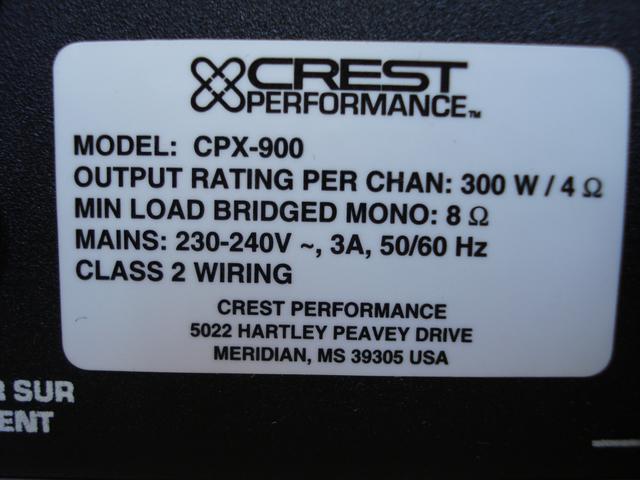 CREST
PERFORMANCE™
MODEL: CPX-900
OUTPUT RATING PER CHAN: 300 W / 4 Ω
MIN LOAD BRIDGED MONO: 8 Ω
MAINS: 230-240V ~, 3A, 50/60 Hz
CLASS 2 WIRING
CREST PERFORMANCE
5022 HARTLEY PEAVEY DRIVE
MERIDIAN, MS 39305 USA
R SUR
ENT